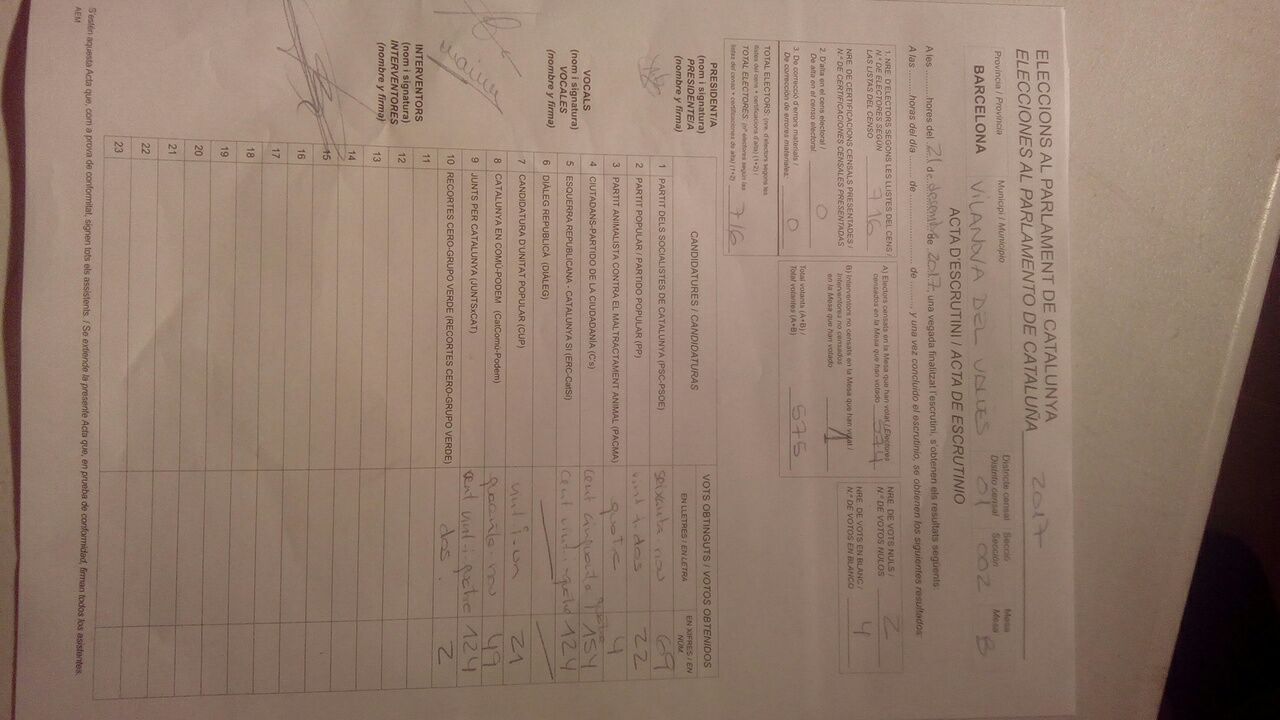 ELECCIONS AL PARLAMENT DE CATALUNYA
ELECCIONES AL PARLAMENTO DE CATALUÑA 2017
Província / Provincia Municipi / Municipio Districte censal Secció Mesa
Distrito censal Sección Mesa
BARCELONA VILANOVA DEL VALLES 01 002 B
ACTA D'ESCRUTINI / ACTA DE ESCRUTINIO
A les hores del 21 de desembre de 2017, una vegada finalitzat l'escrutini, s'obtenen els resultats següents:
A las horas del día de de y una vez concluido el escrutinio, se obtienen los siguientes resultados:
1. NRE. D'ELECTORS SEGONS LES LLISTES DEL CENS /
N.º DE ELECTORES SEGÚN
LAS LISTAS DEL CENSO 716
NRE. DE CERTIFICACIONS CENSALS PRESENTADES /
N.º DE CERTIFICACIONES CENSALES PRESENTADAS
2. D'alta en el cens electoral /
De alta en el censo electoral: 0
3. De correcció d'errors materials /
De corrección de errores materiales: 0
TOTAL ELECTORS: (nre. d'electors segons les
llistes del cens + certificacions d'alta) (1+2) /
TOTAL ELECTORES: (nº electores según las
listas del censo + certificaciones de alta) (1+2) 716
A) Electors censats en la Mesa que han votat / Electores
censados en la Mesa que han votado 574
B) Interventors no censats en la Mesa que han votat /
Interventores no censados
en la Mesa que han votado 1
Total votants (A+B) /
Total votantes (A+B) 575
NRE. DE VOTS NULS /
N.º DE VOTOS NULOS 2
NRE. DE VOTS EN BLANC /
N.º DE VOTOS EN BLANCO 4
PRESIDENT/A
(nom i signatura)
PRESIDENTE/A
(nombre y firma)
VOCALS
(nom i signatura)
VOCALES
(nombre y firma)
INTERVENTORS
(nom i signatura)
INTERVENTORES
(nombre y firma)
CANDIDATURES / CANDIDATURAS VOTS OBTINGUTS / VOTOS OBTENIDOS
EN LLETRES / EN LETRA EN XIFRES / EN NÚM.
1 PARTIT DELS SOCIALISTES DE CATALUNYA (PSC-PSOE) seixanta nou 69
2 PARTIT POPULAR / PARTIDO POPULAR (PP) vint i dos 22
3 PARTIT ANIMALISTA CONTRA EL MALTRACTAMENT ANIMAL (PACMA) quatre 4
4 CIUTADANS-PARTIDO DE LA CIUDADANÍA (C's) cent cinquanta quatre 154
5 ESQUERRA REPUBLICANA - CATALUNYA SÍ (ERC-CatSí) cent vint-i-quatre 124
6 DIÀLEG REPUBLICÀ (DIÀLEG)
7 CANDIDATURA D'UNITAT POPULAR (CUP) vint-i-un 21
8 CATALUNYA EN COMÚ-PODEM (CatComú-Podem) quaranta nou 49
9 JUNTS PER CATALUNYA (JUNTSxCAT) cent vint-i-quatre 124
10 RECORTES CERO-GRUPO VERDE (RECORTES CERO-GRUPO VERDE) dos. 2
11
12
13
14
15
16
17
18
19
20
21
22
23
S'estén aquesta Acta que, com a prova de conformitat, signen tots els assistents. / Se extiende la presente Acta que, en prueba de conformidad, firman todos los asistentes.
AEM